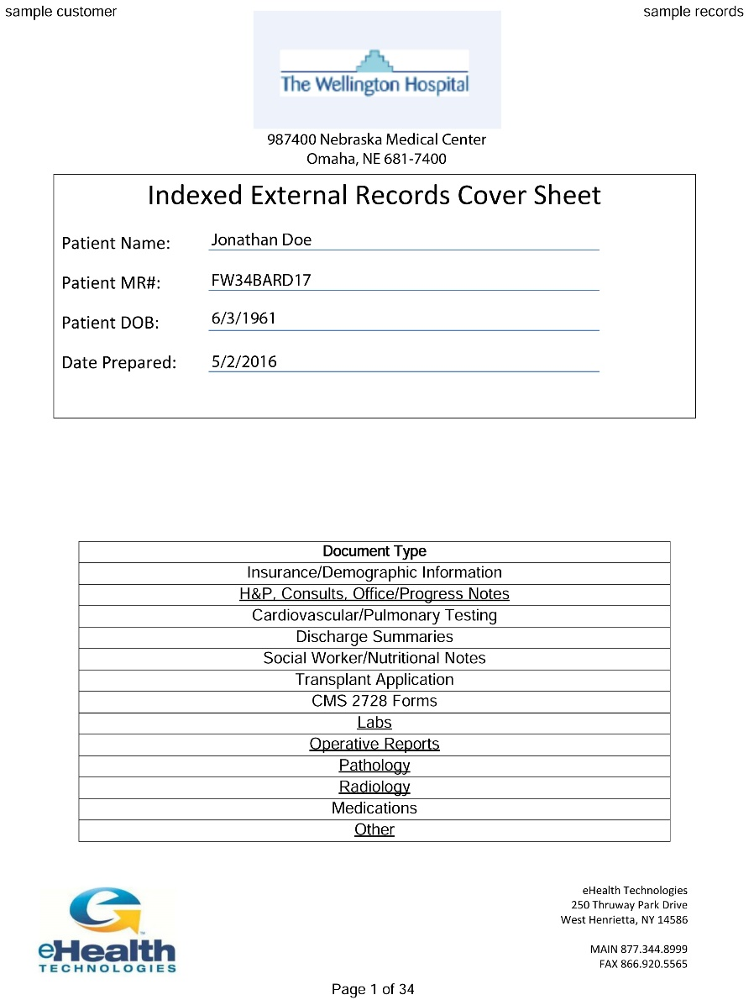 sample customer
sample records
The Wellington Hospital
987400 Nebraska Medical Center
Omaha, NE 681-7400
Indexed External Records Cover Sheet
Patient Name: Jonathan Doe
Patient MR#: FW34BARD17
Patient DOB: 6/3/1961
Date Prepared: 5/2/2016
Document Type
Insurance/Demographic Information
H&P, Consults, Office/Progress Notes
Cardiovascular/Pulmonary Testing
Discharge Summaries
Social Worker/Nutritional Notes
Transplant Application
CMS 2728 Forms
Labs
Operative Reports
Pathology
Radiology
Medications
Other
eHealth
TECHNOLOGIES
eHealth Technologies
250 Thruway Park Drive
West Henrietta, NY 14586
MAIN 877.344.8999
FAX 866.920.5565
Page 1 of 34